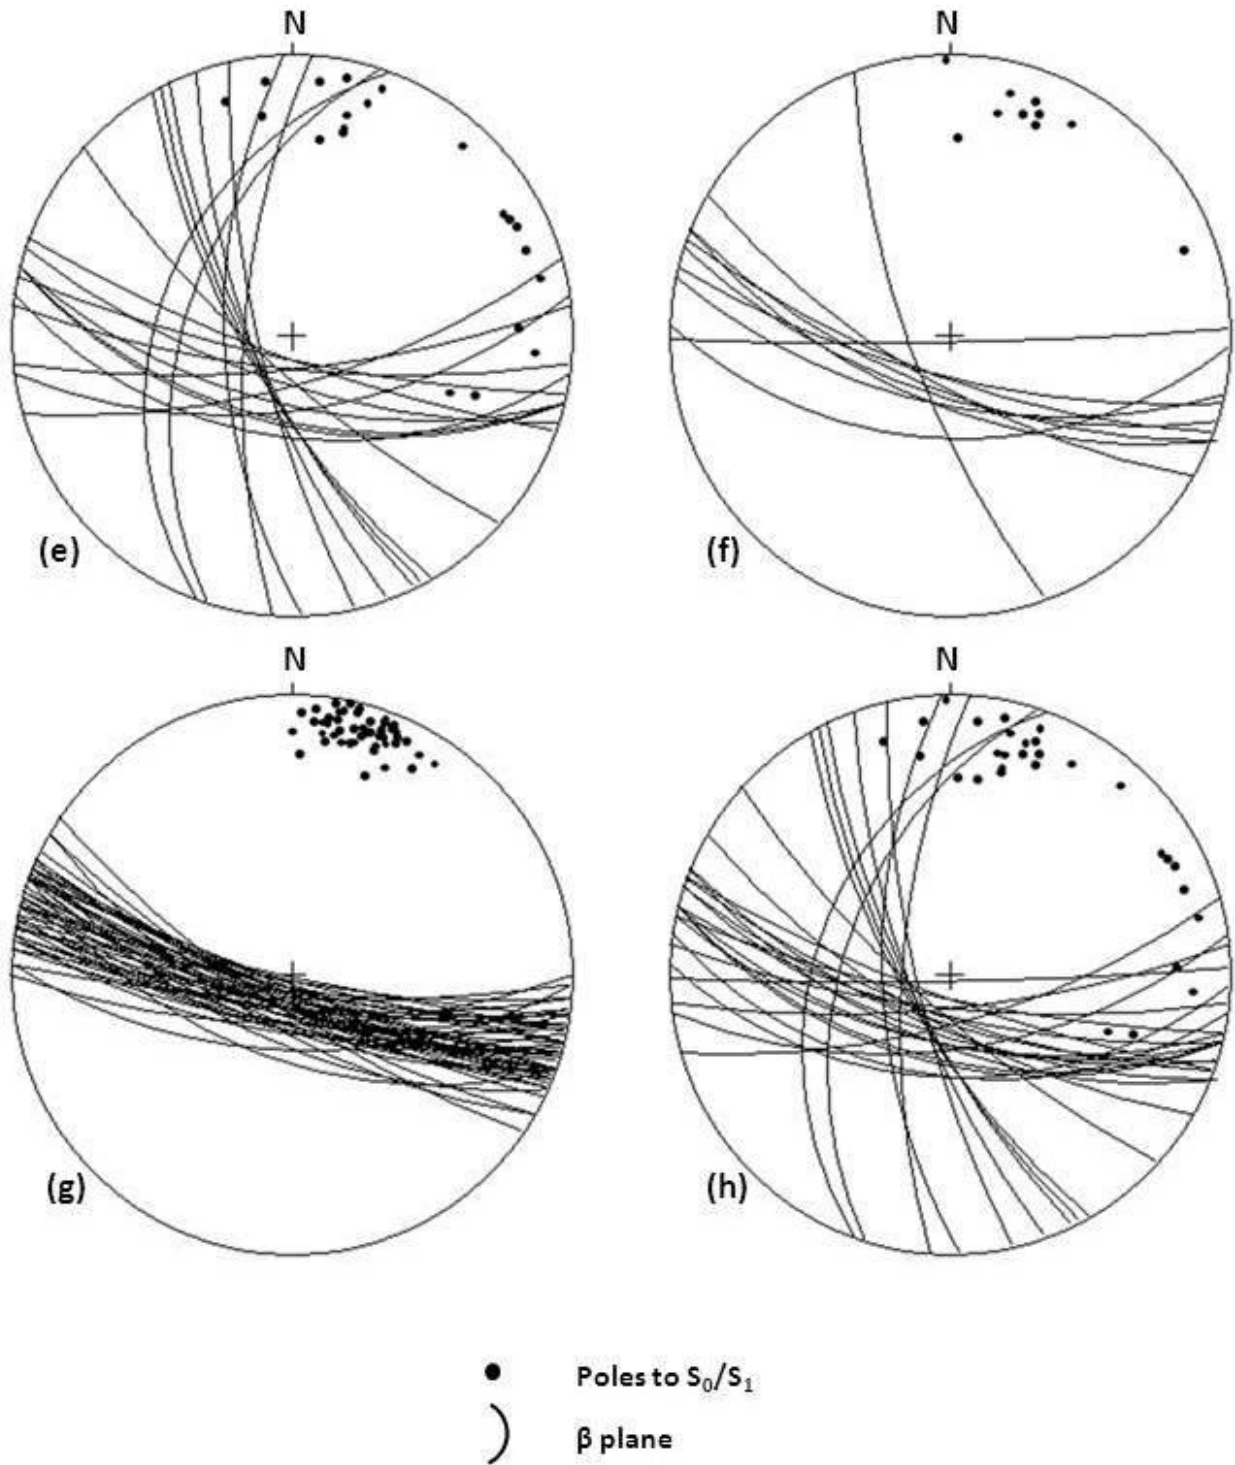 N
N
(e)
(f)
N
N
(g)
(h)
Poles to S₀/S₁
β plane